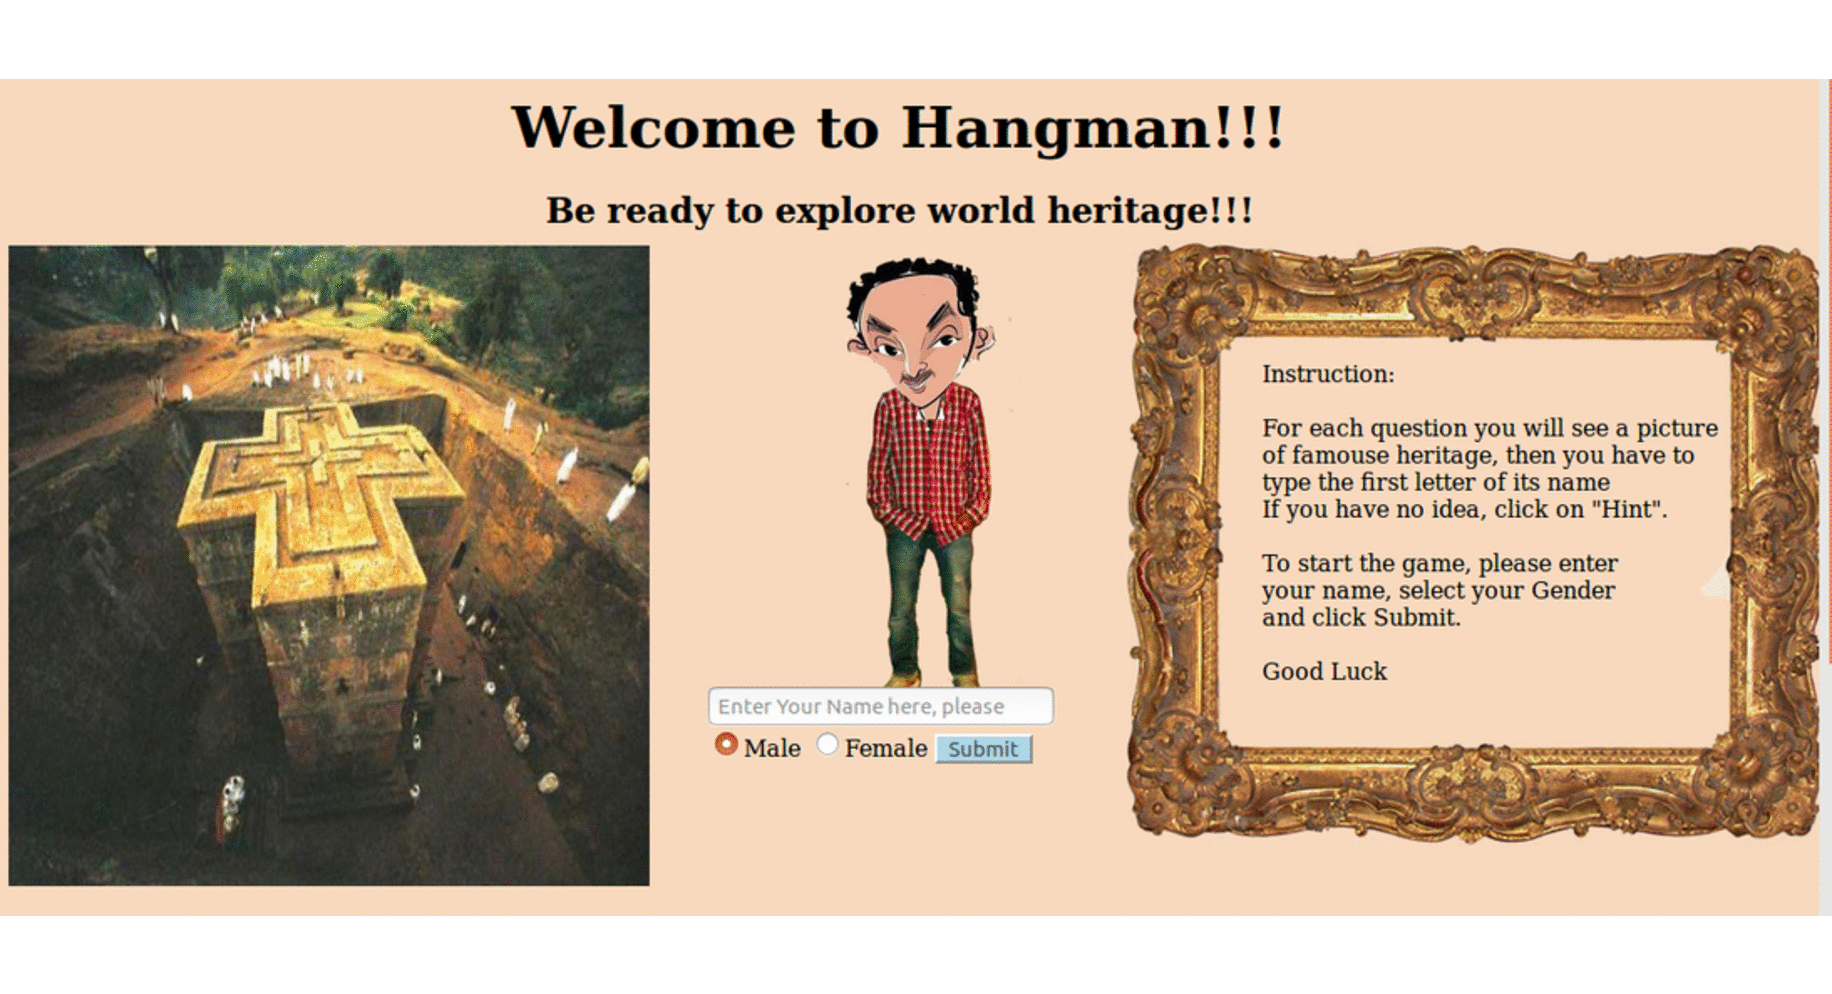 Welcome to Hangman!!!
Be ready to explore world heritage!!!
Enter Your Name here, please
Male Female Submit
Instruction:
For each question you will see a picture
of famouse heritage, then you have to
type the first letter of its name
If you have no idea, click on "Hint".
To start the game, please enter
your name, select your Gender
and click Submit.
Good Luck